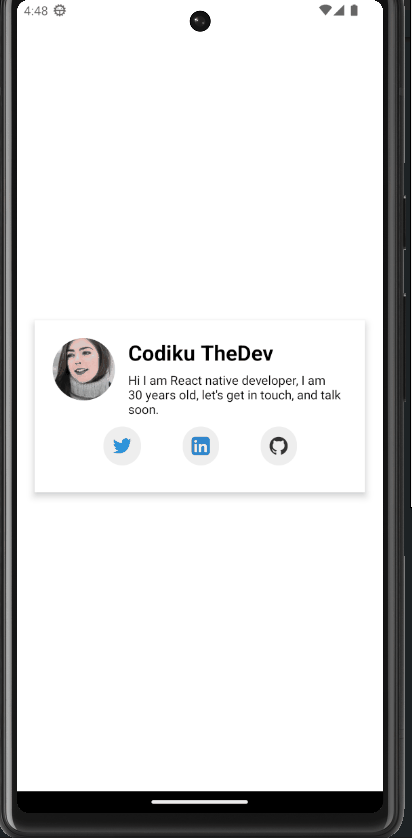 4:48
Codiku TheDev
Hi I am React native developer, I am
30 years old, let's get in touch, and talk
soon.
in